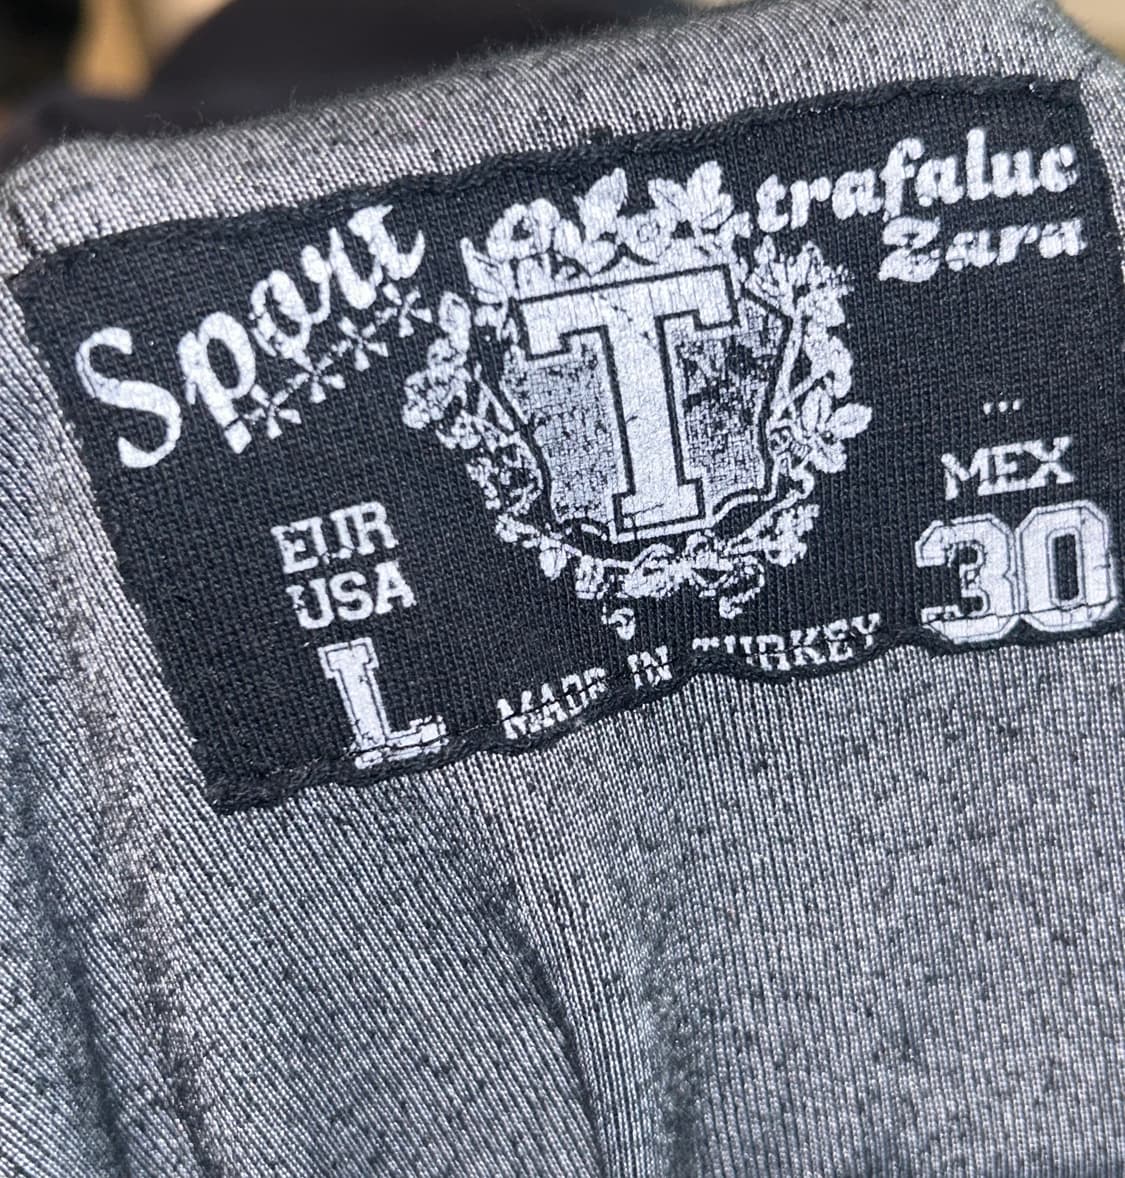 Sport
trafaluc
Zara
T
EUR
USA
L
...
MEX
30
MADE IN TURKEY